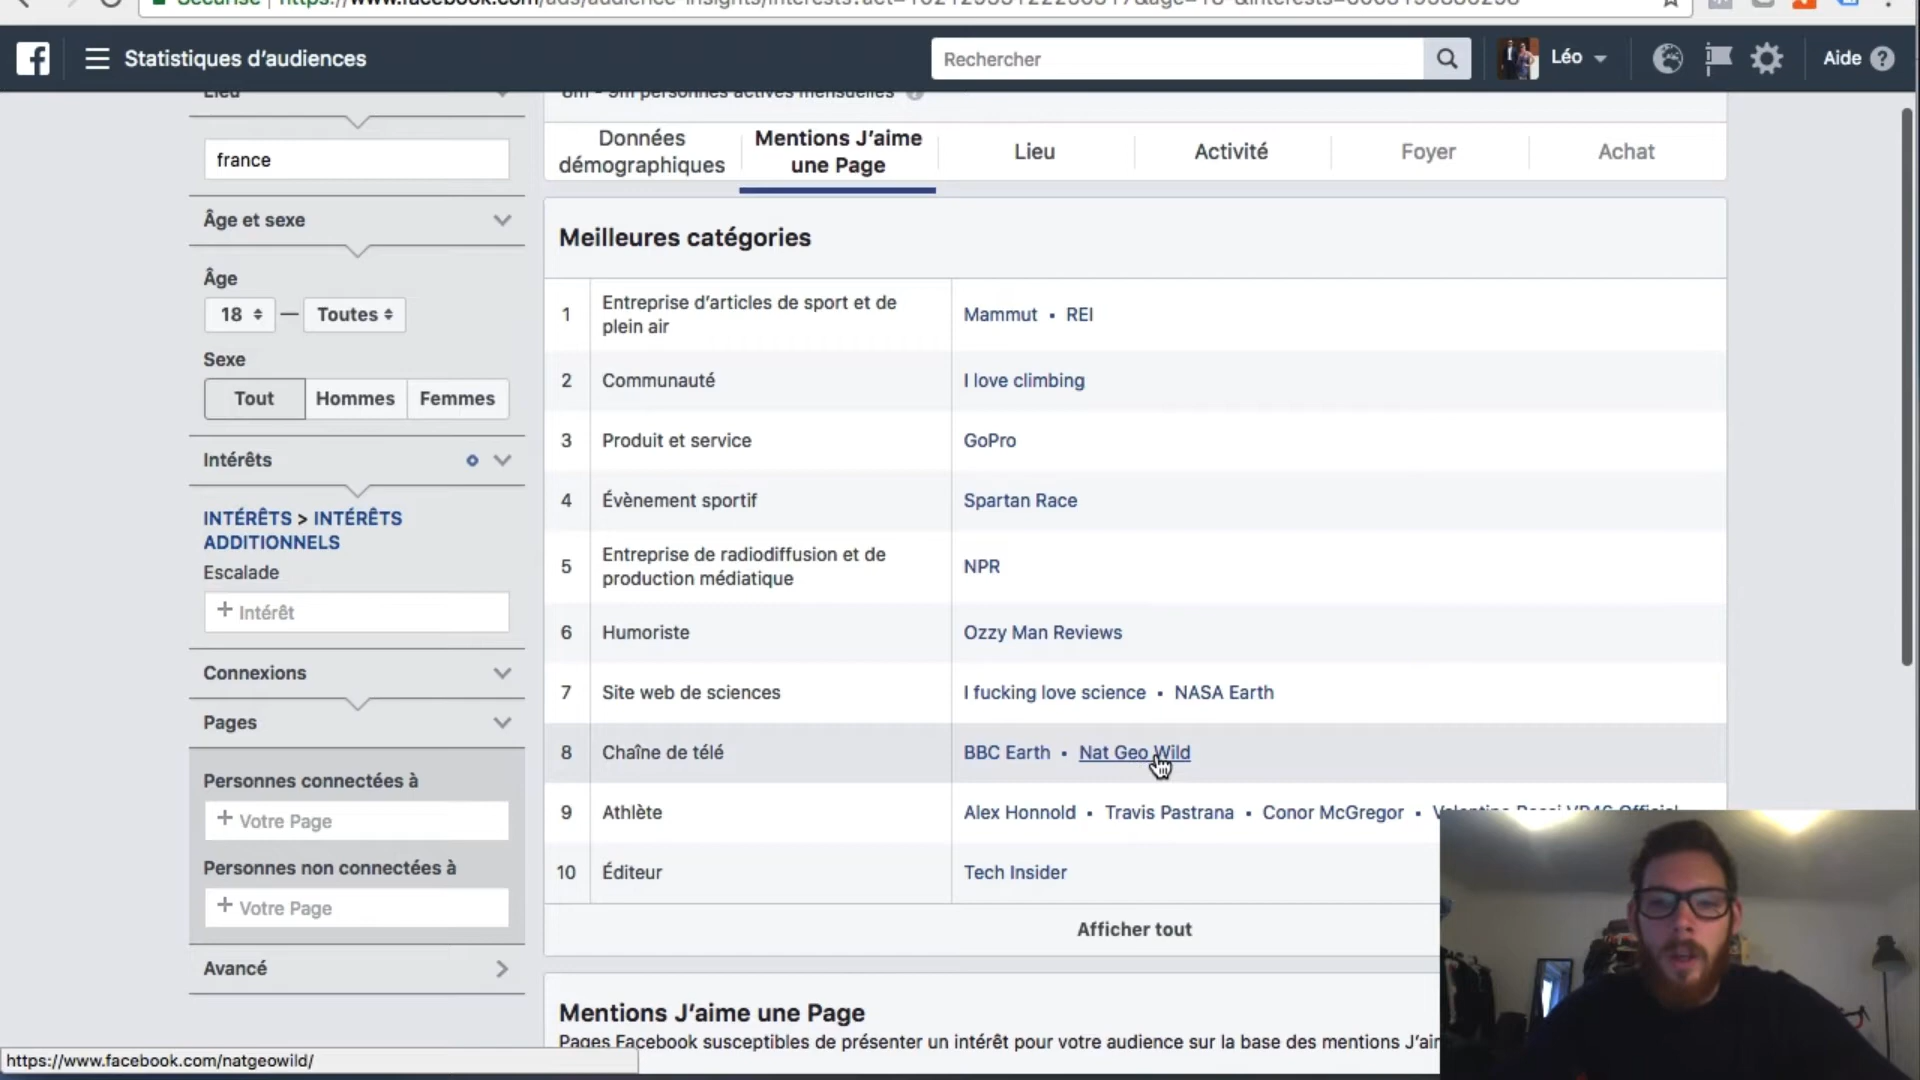 Statistiques d'audiences
Rechercher
Léo
Aide ?
8m - 9m personnes actives mensuelles
Lieu
france
Âge et sexe
Âge
18 — Toutes
Sexe
Tout Hommes Femmes
Intérêts
INTÉRÊTS > INTÉRÊTS
ADDITIONNELS
Escalade
+ Intérêt
Connexions
Pages
Personnes connectées à
+ Votre Page
Personnes non connectées à
+ Votre Page
Avancé
Données
démographiques
Mentions J'aime
une Page
Lieu
Activité
Foyer
Achat
Meilleures catégories
1 Entreprise d'articles de sport et de
plein air
Mammut • REI
2 Communauté I love climbing
3 Produit et service GoPro
4 Évènement sportif Spartan Race
5 Entreprise de radiodiffusion et de
production médiatique
NPR
6 Humoriste Ozzy Man Reviews
7 Site web de sciences I fucking love science • NASA Earth
8 Chaîne de télé BBC Earth • Nat Geo Wild
9 Athlète Alex Honnold • Travis Pastrana • Conor McGregor •
10 Éditeur Tech Insider
Afficher tout
Mentions J'aime une Page
Pages Facebook susceptibles de présenter un intérêt pour votre audience sur la base des mentions J'aim
https://www.facebook.com/natgeowild/